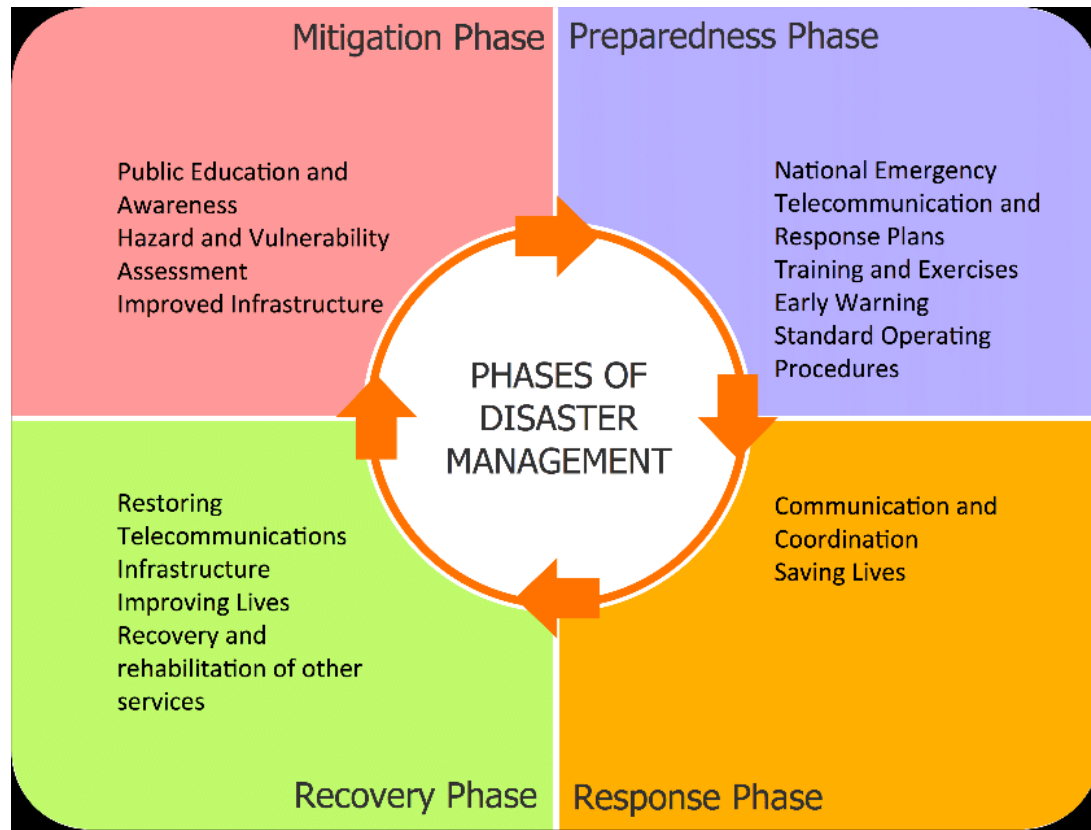 Mitigation Phase
Preparedness Phase
Public Education and
Awareness
Hazard and Vulnerability
Assessment
Improved Infrastructure
National Emergency
Telecommunication and
Response Plans
Training and Exercises
Early Warning
Standard Operating
Procedures
PHASES OF
DISASTER
MANAGEMENT
Restoring
Telecommunications
Infrastructure
Improving Lives
Recovery and
rehabilitation of other
services
Communication and
Coordination
Saving Lives
Recovery Phase
Response Phase